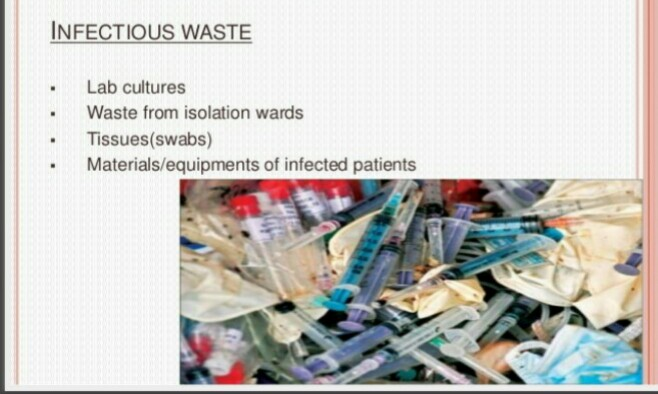 INFECTIOUS WASTE
▪ Lab cultures
▪ Waste from isolation wards
▪ Tissues(swabs)
▪ Materials/equipments of infected patients